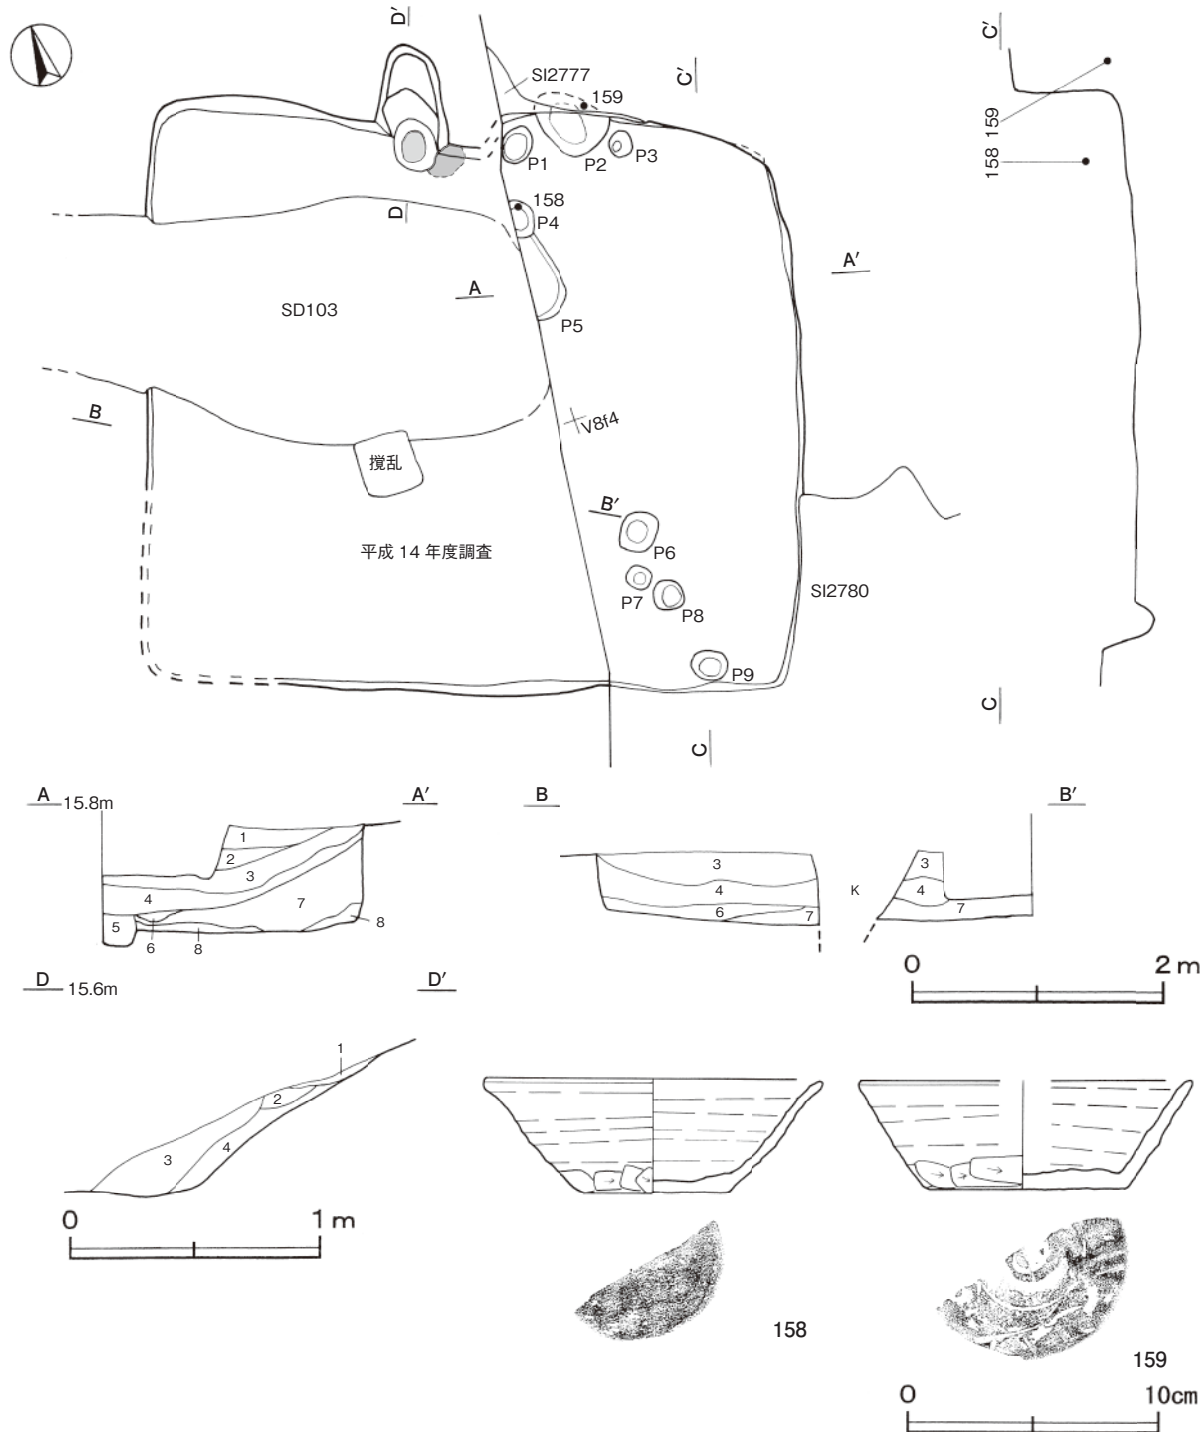 D′
C′
C′
SI2777
159
159
P1
P2
P3
158
158
P4
D
A′
A
SD103
P5
B
V8f4
撹乱
B′
平成 14 年度調査
P6
P7
P8
SI2780
P9
C
C
A 15.8m
A′
B
B′
1
2
3
4
5
6
7
8
8
3
4
6
7
K
3
4
7
0
2 m
D 15.6m
D′
1
2
3
4
0
1 m
158
159
0
10cm